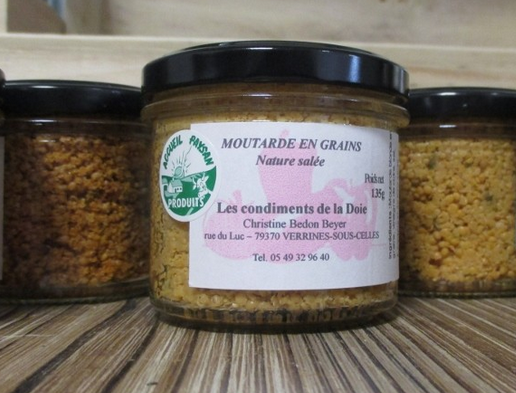 ACCUEIL PAYSAN
PRODUITS
MOUTARDE EN GRAINS
Nature salée
Poids net
135g
Les condiments de la Doie
Christine Bedon Beyer
rue du Luc – 79370 VERRINES-SOUS-CELLES
Tel. 05 49 32 96 40